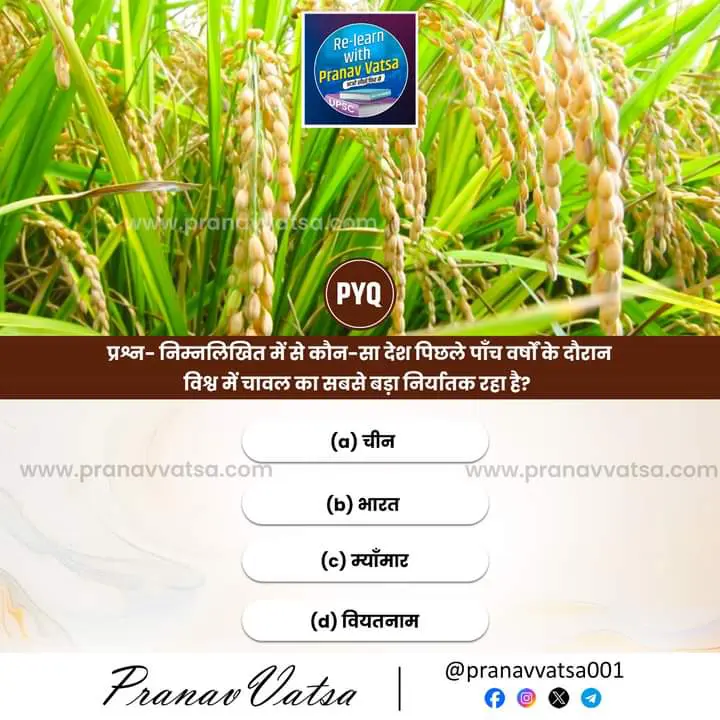 Re-learn
with
Pranav Vatsa
UPSC
www.pranavvatsa.com
PYQ
प्रश्न- निम्नलिखित में से कौन-सा देश पिछले पाँच वर्षों के दौरान
विश्व में चावल का सबसे बड़ा निर्यातक रहा है?
(a) चीन
www.pranavvatsa.com www.pranavvatsa.com
(b) भारत
(c) म्याँमार
(d) वियतनाम
Pranav Vatsa
@pranavvatsa001